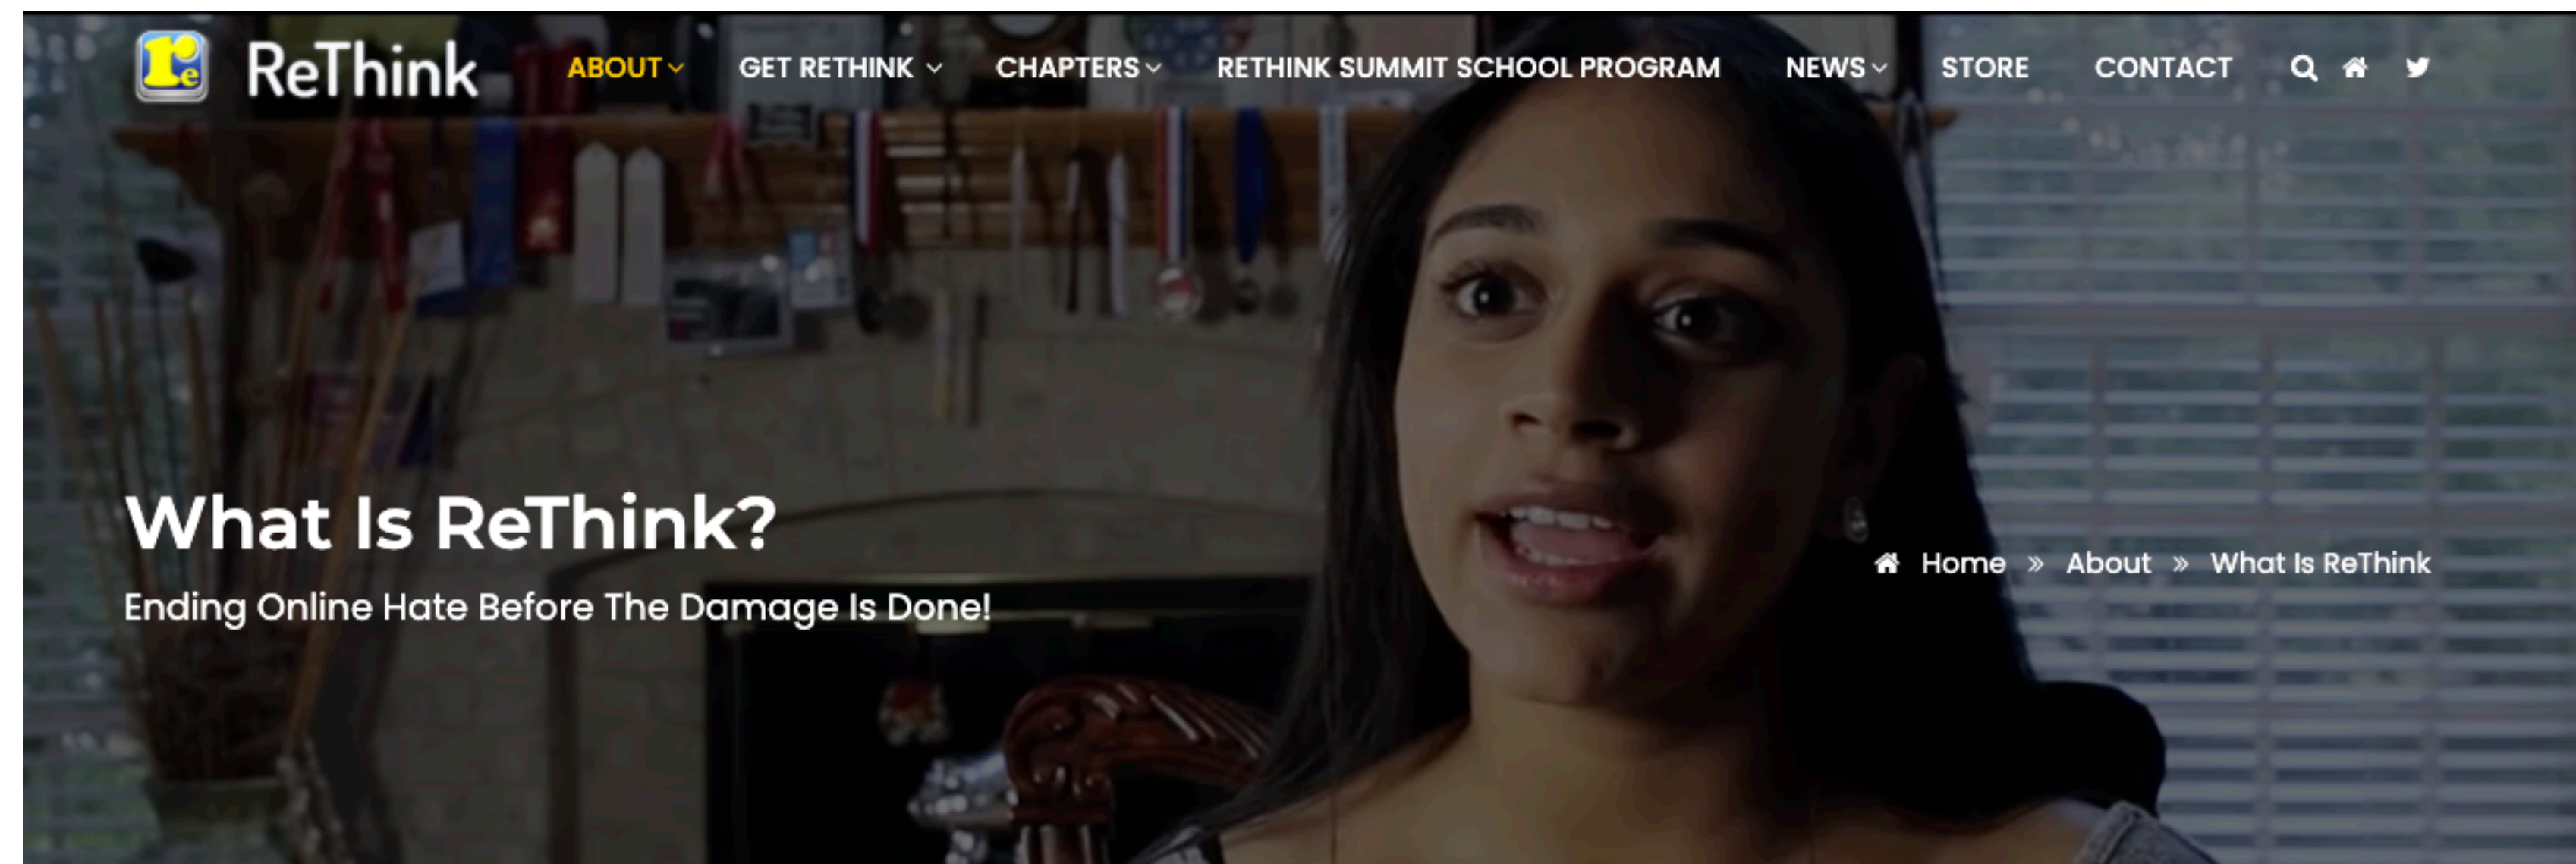 re ReThink ABOUT GET RETHINK CHAPTERS RETHINK SUMMIT SCHOOL PROGRAM NEWS STORE CONTACT
What Is ReThink?
Home » About » What Is ReThink
Ending Online Hate Before The Damage Is Done!